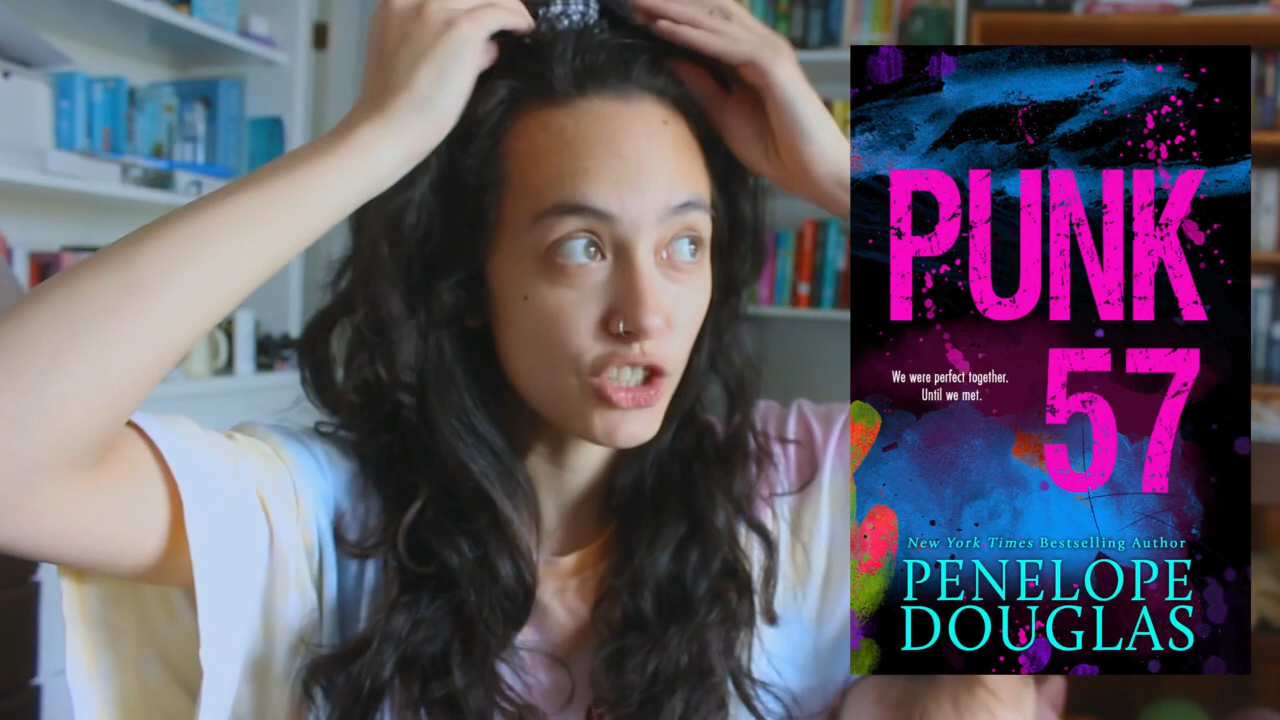 PUNK
57
We were perfect together.
Until we met.
New York Times Bestselling Author
PENELOPE
DOUGLAS